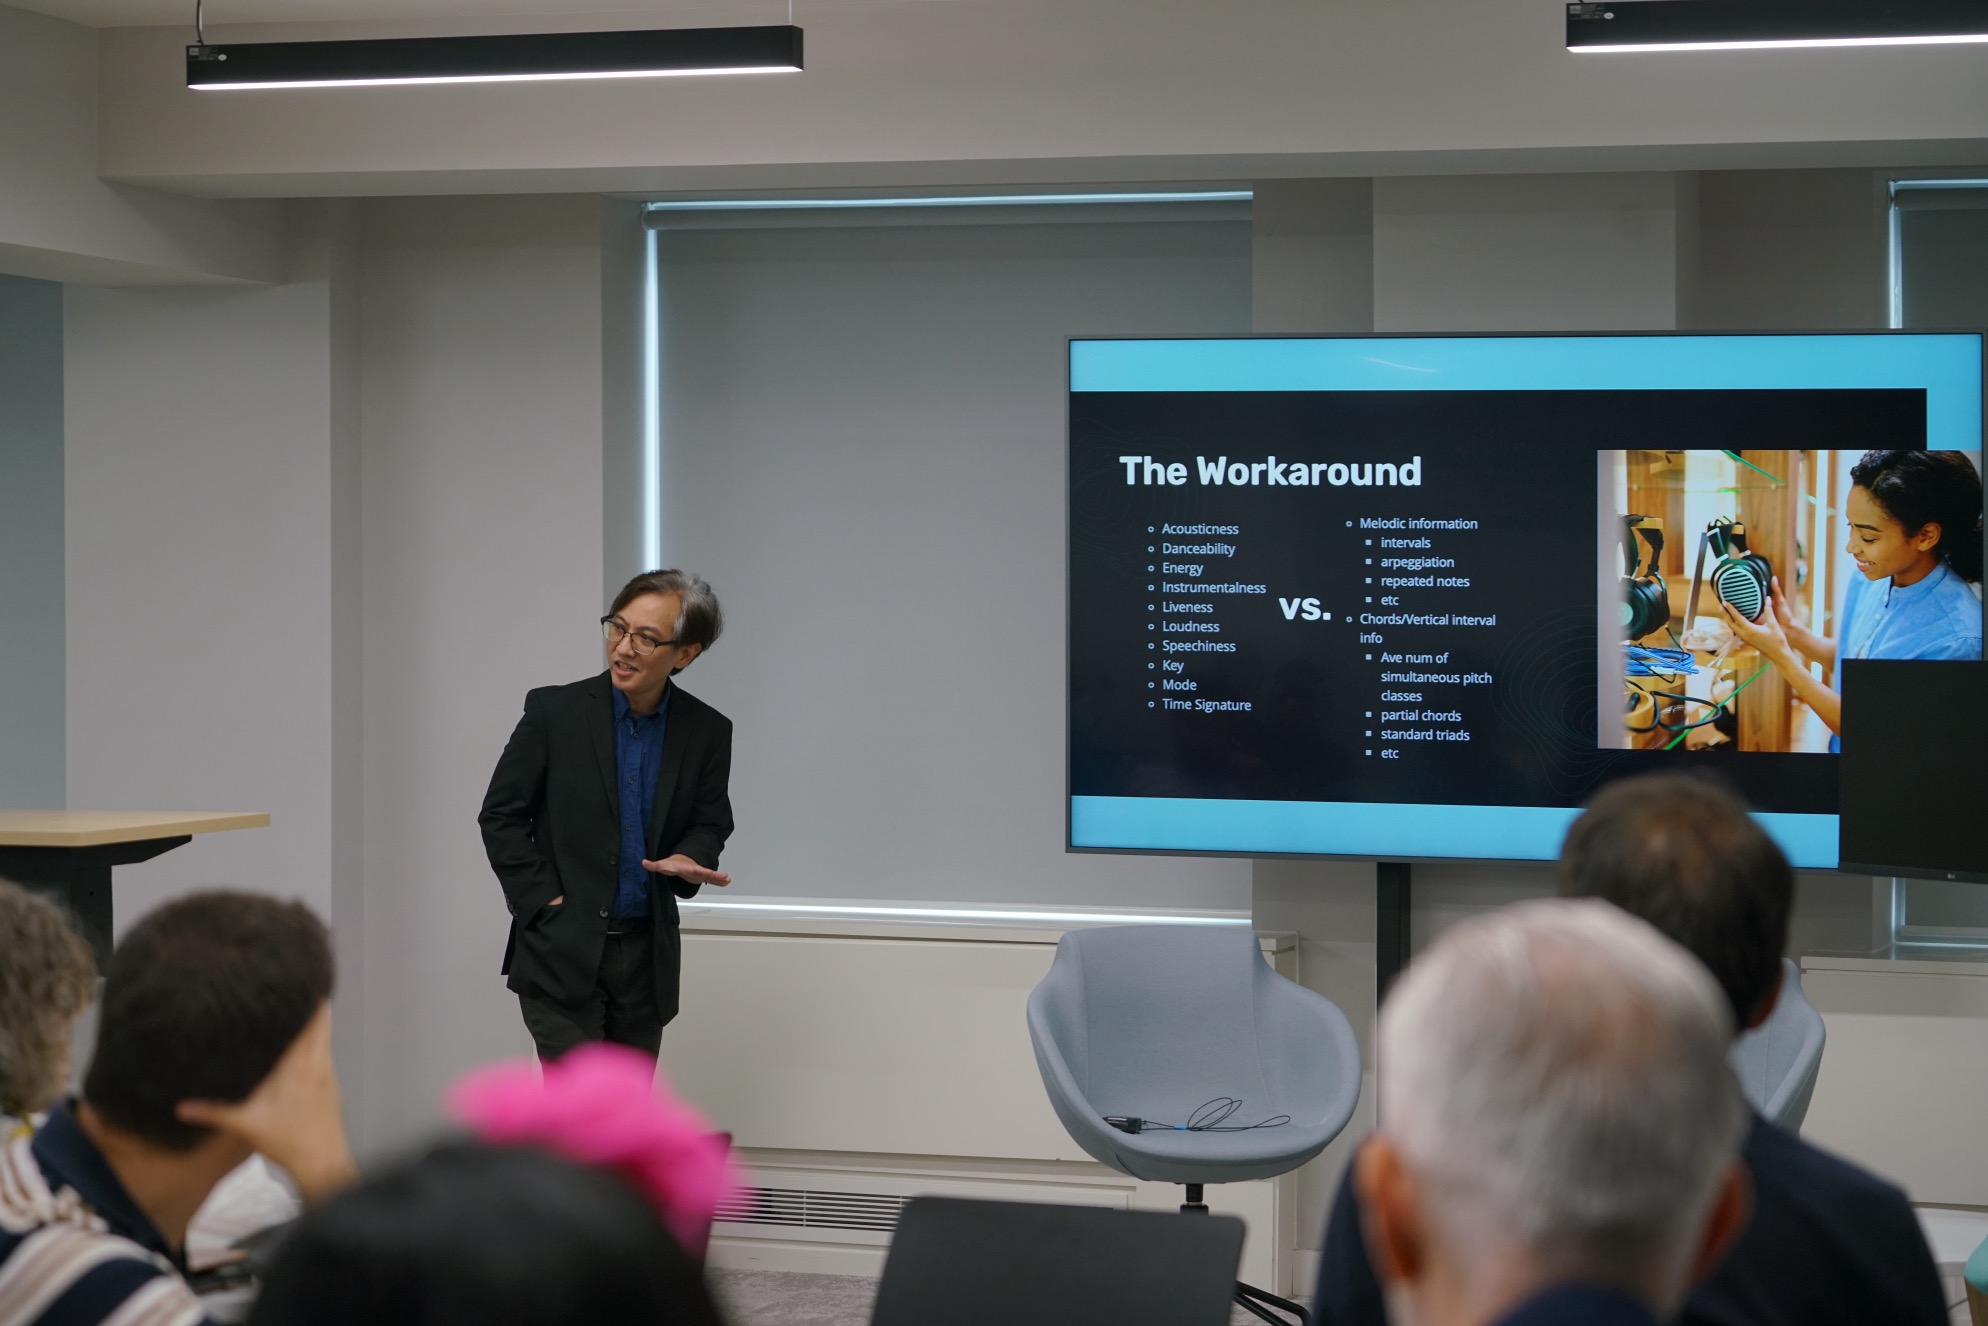 The Workaround
Acousticness
Danceability
Energy
Instrumentalness
Liveness
Loudness
Speechiness
Key
Mode
Time Signature
vs.
Melodic information
intervals
arpeggiation
repeated notes
etc
Chords/Vertical interval
info
Ave num of
simultaneous pitch
classes
partial chords
standard triads
etc